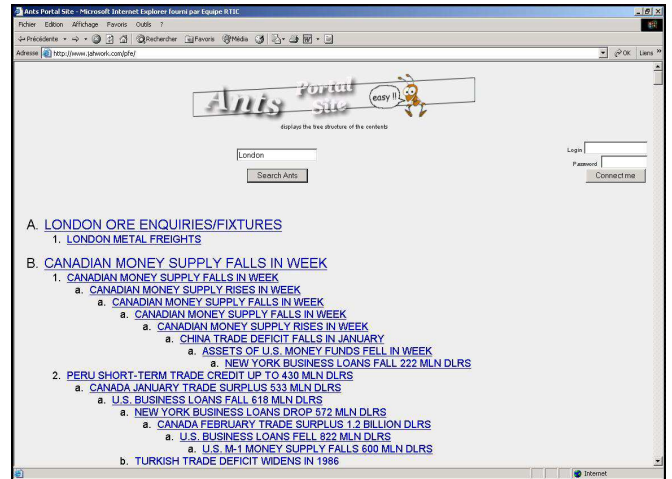 Ants Portal Site - Microsoft Internet Explorer fourni par Equipe RTIC
Fichier Edition Affichage Favoris Outils ?
Précédente Rechercher Favoris Média
Adresse http://www.jahwork.com/pfe/ OK Liens »
Ants Portal Site easy !!
displays the tree structure of the contents
London
Search Ants
Login
Password
Connect me
A. LONDON ORE ENQUIRIES/FIXTURES
1. LONDON METAL FREIGHTS
B. CANADIAN MONEY SUPPLY FALLS IN WEEK
1. CANADIAN MONEY SUPPLY FALLS IN WEEK
a. CANADIAN MONEY SUPPLY RISES IN WEEK
a. CANADIAN MONEY SUPPLY FALLS IN WEEK
a. CANADIAN MONEY SUPPLY FALLS IN WEEK
a. CANADIAN MONEY SUPPLY RISES IN WEEK
a. CHINA TRADE DEFICIT FALLS IN JANUARY
a. ASSETS OF U.S. MONEY FUNDS FELL IN WEEK
a. NEW YORK BUSINESS LOANS FALL 222 MLN DLRS
2. PERU SHORT-TERM TRADE CREDIT UP TO 430 MLN DLRS
a. CANADA JANUARY TRADE SURPLUS 533 MLN DLRS
a. U.S. BUSINESS LOANS FALL 618 MLN DLRS
a. NEW YORK BUSINESS LOANS DROP 572 MLN DLRS
a. CANADA FEBRUARY TRADE SURPLUS 1.2 BILLION DLRS
a. U.S. BUSINESS LOANS FELL 822 MLN DLRS
a. U.S. M-1 MONEY SUPPLY FALLS 600 MLN DLRS
b. TURKISH TRADE DEFICIT WIDENS IN 1986
Internet